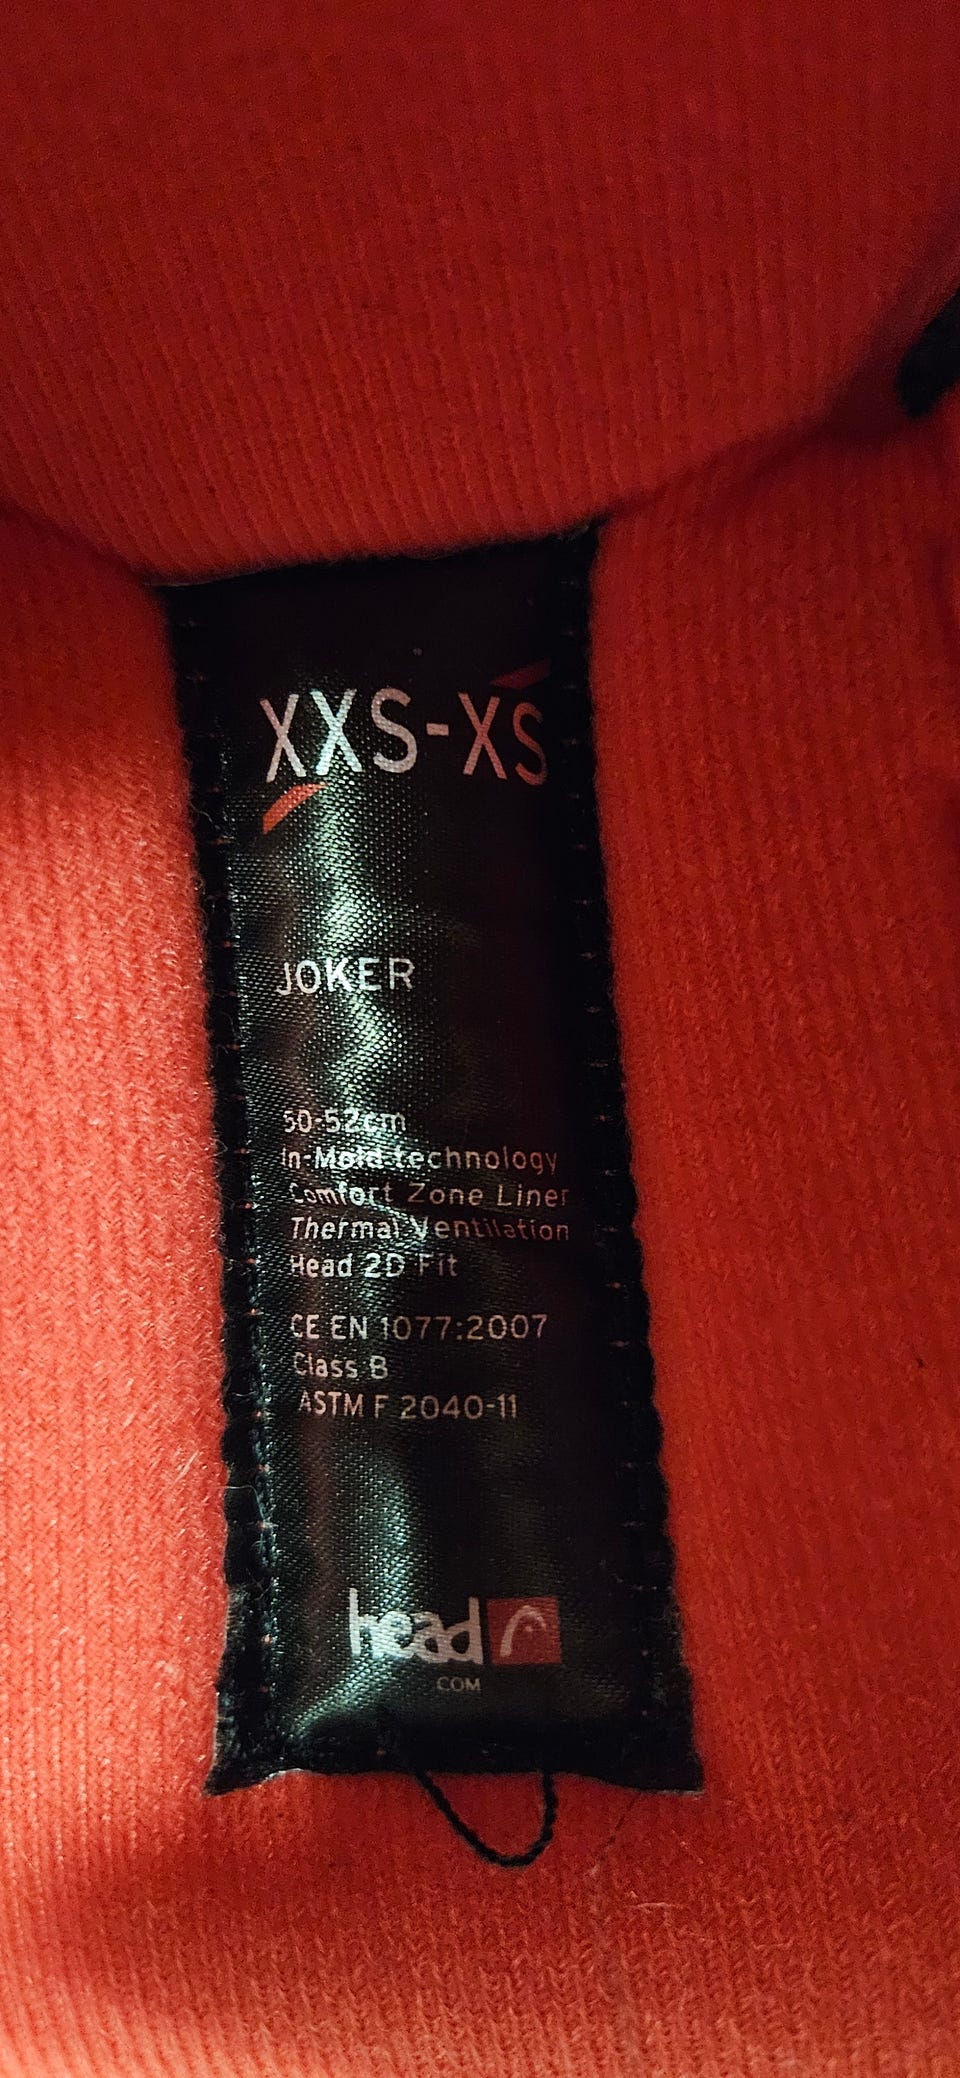 XXS-XS
JOKER
50-52cm
In-Mold technology
Comfort Zone Liner
Thermal Ventilation
Head 2D Fit
CE EN 1077:2007
Class B
ASTM F 2040-11
head
COM